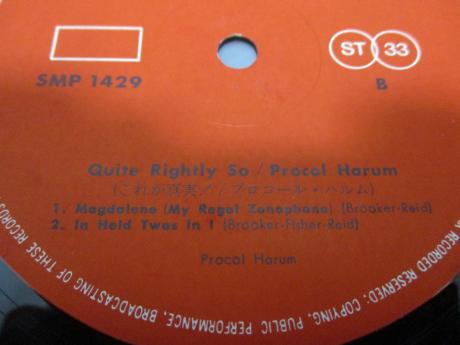 ST 33
SMP 1429
B
Quite Rightly So / Procol Harum
(これが真実/プロコール・ハルム)
1. Magdalene (My Regal Zonophone) (Brooker-Reid)
2. In Held Twas In I (Brooker-Fisher-Reid)
Procol Harum
RECORDED RESERVED: COPYING, PUBLIC PERFORMANCE, BROADCASTING OF THESE RECORDS